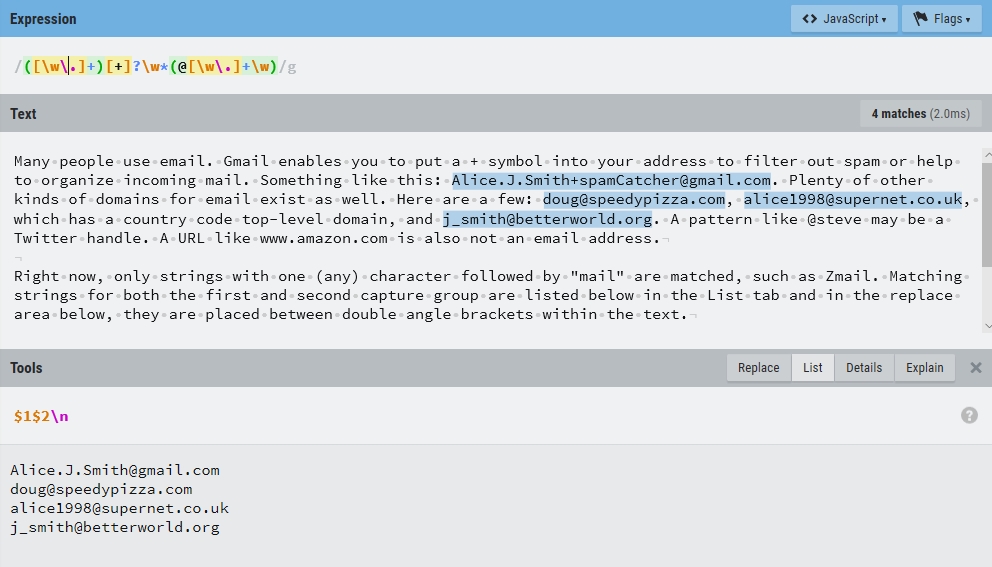 Expression
<> JavaScript ▾
Flags ▾
/([\w\.]+)[+]?\w*(@[\w\.]+\w)/g
Text
4 matches (2.0ms)
Many people use email. Gmail enables you to put a + symbol into your address to filter out spam or help
to organize incoming mail. Something like this: Alice.J.Smith+spamCatcher@gmail.com. Plenty of other
kinds of domains for email exist as well. Here are a few: doug@speedypizza.com, alice1998@supernet.co.uk,
which has a country code top-level domain, and j_smith@betterworld.org. A pattern like @steve may be a
Twitter handle. A URL like www.amazon.com is also not an email address.
Right now, only strings with one (any) character followed by "mail" are matched, such as Zmail. Matching
strings for both the first and second capture group are listed below in the List tab and in the replace
area below, they are placed between double angle brackets within the text.
Tools
Replace
List
Details
Explain
×
$1$2\n
?
Alice.J.Smith@gmail.com
doug@speedypizza.com
alice1998@supernet.co.uk
j_smith@betterworld.org